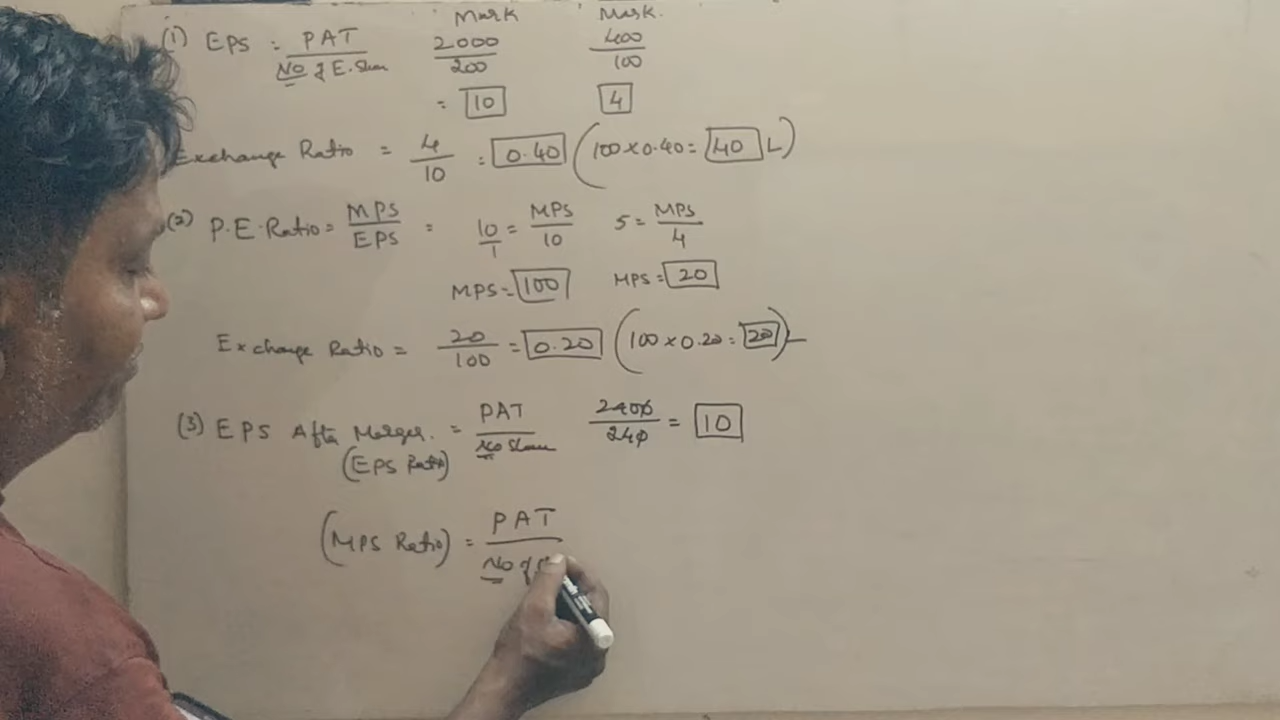 Mark Mark.
(1) EPS = PAT / No of E. Share 2000 / 200 400 / 100
= 10 4
Exchange Ratio = 4 / 10 = 0.40 (100 x 0.40 = 40 L)
(2) P.E. Ratio = MPS / EPS = 10 / 1 = MPS / 10 5 = MPS / 4
MPS = 100 MPS = 20
Exchange Ratio = 20 / 100 = 0.20 (100 x 0.20 = 20) L
(3) EPS After Merger. = PAT / No Share 2400 / 240 = 10
(EPS Ratio)
(MPS Ratio) = PAT / No of